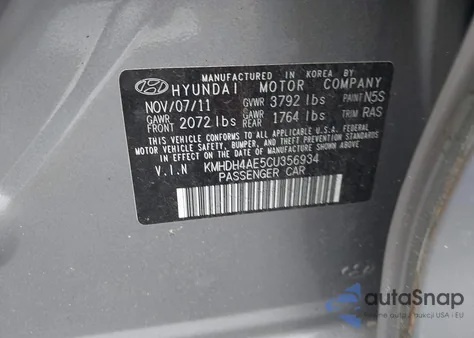 MANUFACTURED IN KOREA BY
HYUNDAI MOTOR COMPANY
NOV/07/11 GVWR 3792 lbs PAINT N5S
GAWR FRONT 2072 lbs GAWR REAR 1764 lbs TRIM RAS
THIS VEHICLE CONFORMS TO ALL APPLICABLE U.S.A. FEDERAL
MOTOR VEHICLE SAFETY, BUMPER, AND THEFT PREVENTION STANDARDS
IN EFFECT ON THE DATE OF MANUFACTURE SHOWN ABOVE.
V.I.N KMHDH4AE5CU356934
PASSENGER CAR
autoSnap